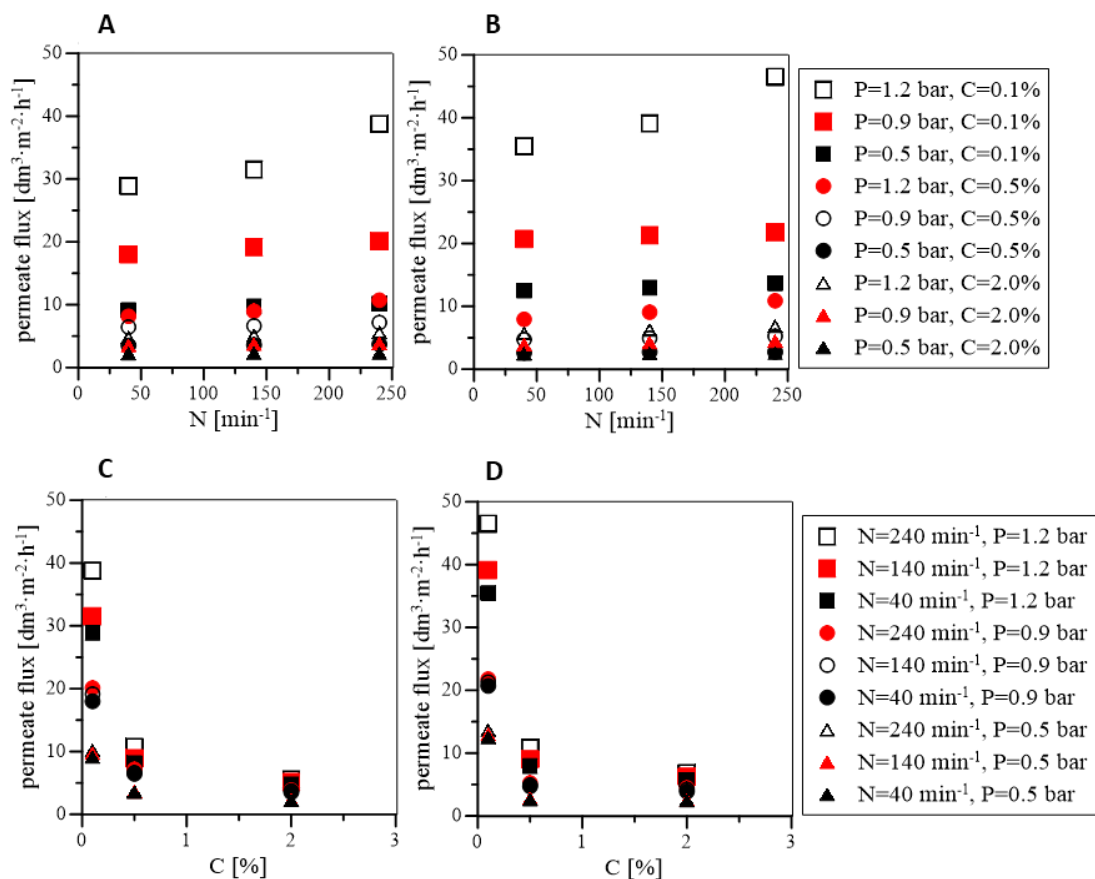 A
B
50
40
30
20
10
0
permeate flux [dm³·m⁻²·h⁻¹]
0
50
100
150
200
250
N [min⁻¹]
50
40
30
20
10
0
permeate flux [dm³·m⁻²·h⁻¹]
0
50
100
150
200
250
N [min⁻¹]
P=1.2 bar, C=0.1%
P=0.9 bar, C=0.1%
P=0.5 bar, C=0.1%
P=1.2 bar, C=0.5%
P=0.9 bar, C=0.5%
P=0.5 bar, C=0.5%
P=1.2 bar, C=2.0%
P=0.9 bar, C=2.0%
P=0.5 bar, C=2.0%
C
D
50
40
30
20
10
0
permeate flux [dm³·m⁻²·h⁻¹]
0
1
2
3
C [%]
50
40
30
20
10
0
permeate flux [dm³·m⁻²·h⁻¹]
0
1
2
3
C [%]
N=240 min⁻¹, P=1.2 bar
N=140 min⁻¹, P=1.2 bar
N=40 min⁻¹, P=1.2 bar
N=240 min⁻¹, P=0.9 bar
N=140 min⁻¹, P=0.9 bar
N=40 min⁻¹, P=0.9 bar
N=240 min⁻¹, P=0.5 bar
N=140 min⁻¹, P=0.5 bar
N=40 min⁻¹, P=0.5 bar